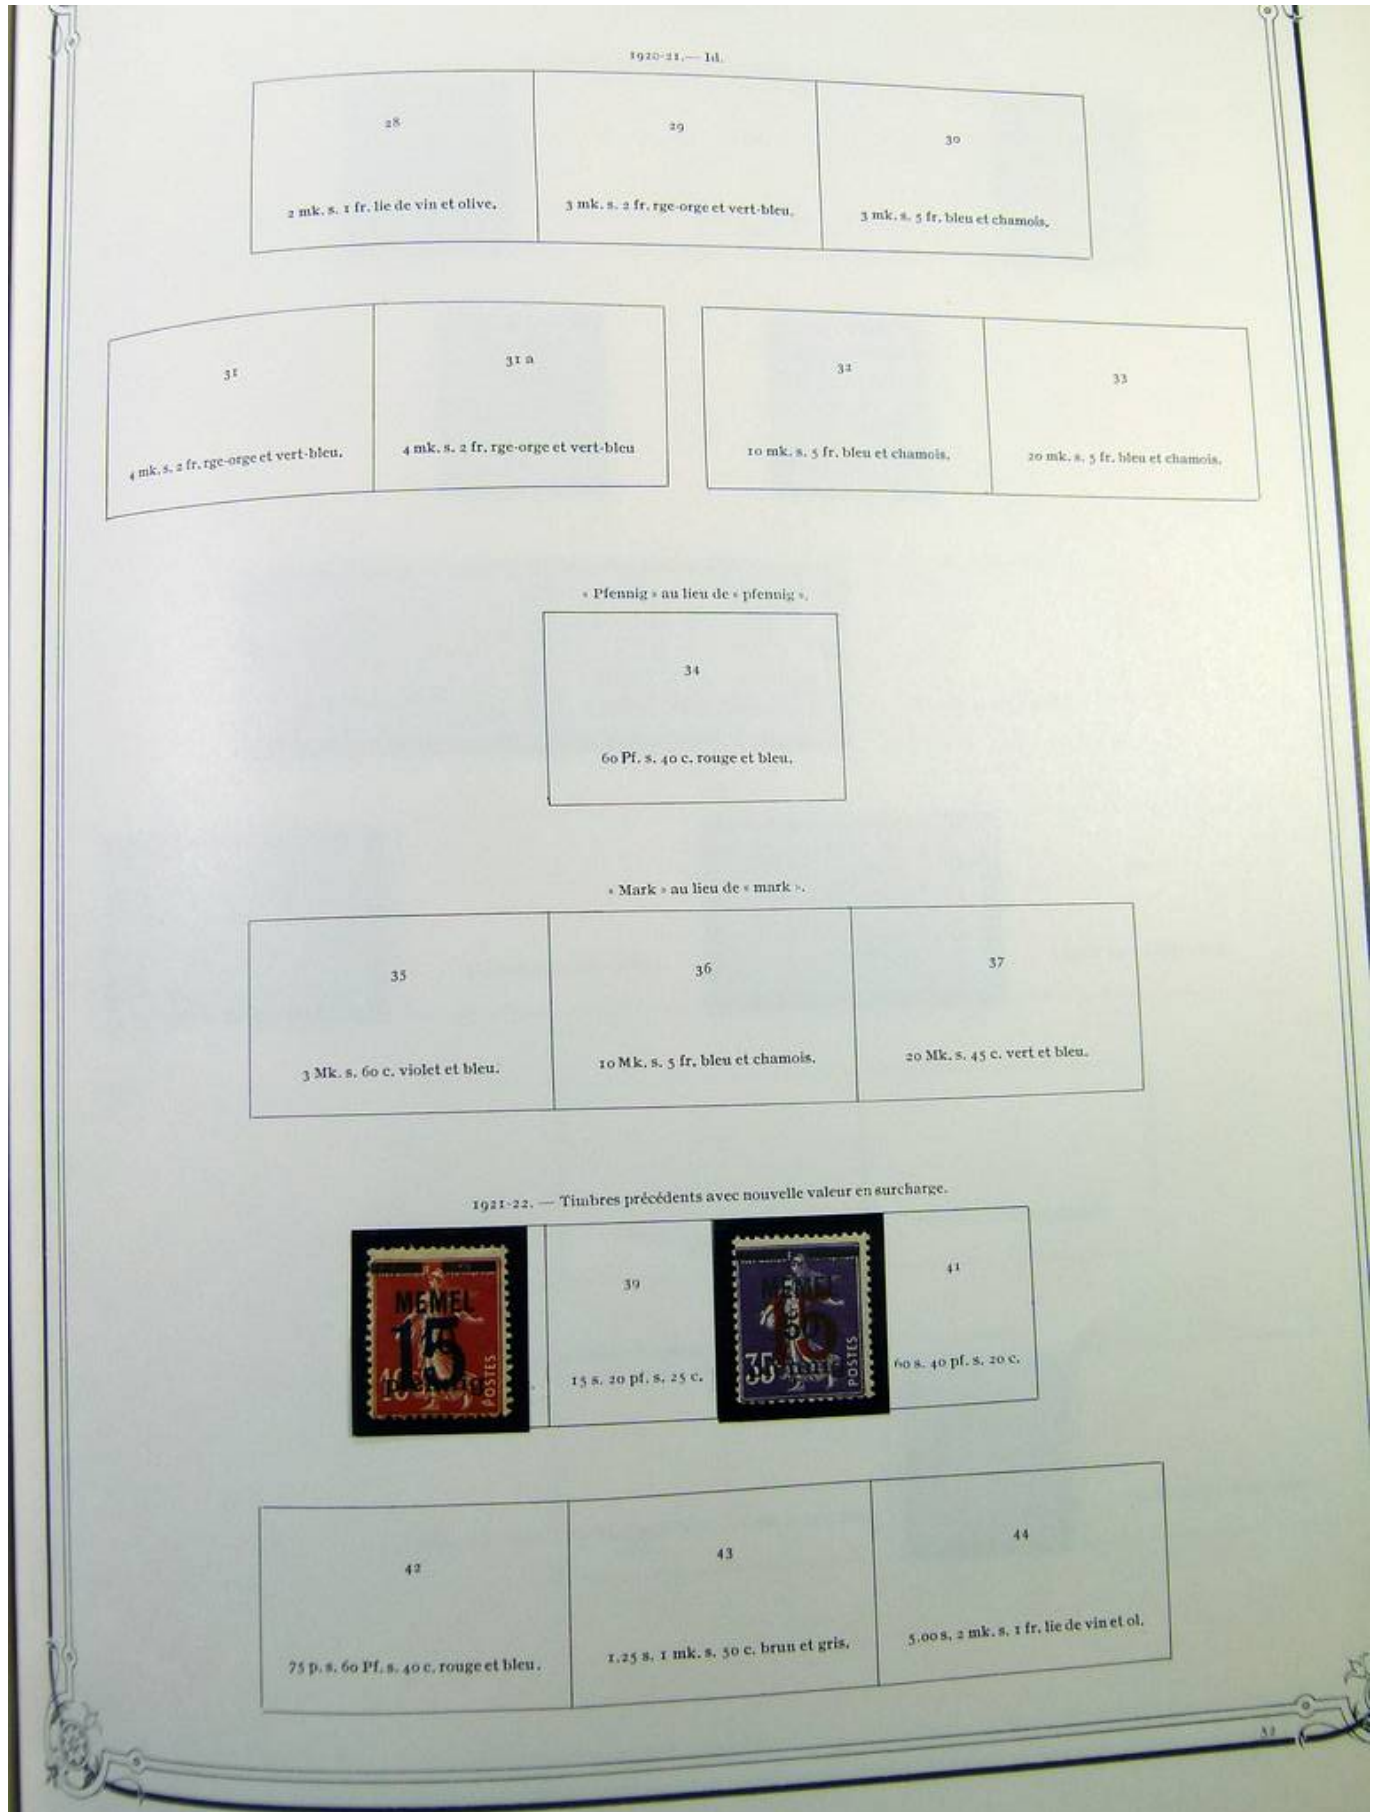 1920-21.— Id.
28
29
30
2 mk. s. 1 fr. lie de vin et olive.
3 mk. s. 2 fr. rge-orge et vert-bleu.
3 mk. s. 5 fr. bleu et chamois.
31
31 a
32
33
4 mk. s. 2 fr. rge-orge et vert-bleu.
4 mk. s. 2 fr. rge-orge et vert-bleu
10 mk. s. 5 fr. bleu et chamois.
20 mk. s. 5 fr. bleu et chamois.
« Pfennig » au lieu de « pfennig ».
34
60 Pf. s. 40 c. rouge et bleu.
« Mark » au lieu de « mark ».
35
36
37
3 Mk. s. 60 c. violet et bleu.
10 Mk. s. 5 fr. bleu et chamois.
20 Mk. s. 45 c. vert et bleu.
1921-22. — Timbres précédents avec nouvelle valeur en surcharge.
MEMEL
15
10
pfennig
POSTES
39
15 s. 20 pf. s. 25 c.
MEMEL
15
50
35
pfennig
POSTES
41
60 s. 40 pf. s. 20 c.
42
43
44
75 p. s. 60 Pf. s. 40 c. rouge et bleu.
1.25 s. 1 mk. s. 50 c. brun et gris.
5.00 s. 2 mk. s. 1 fr. lie de vin et ol.